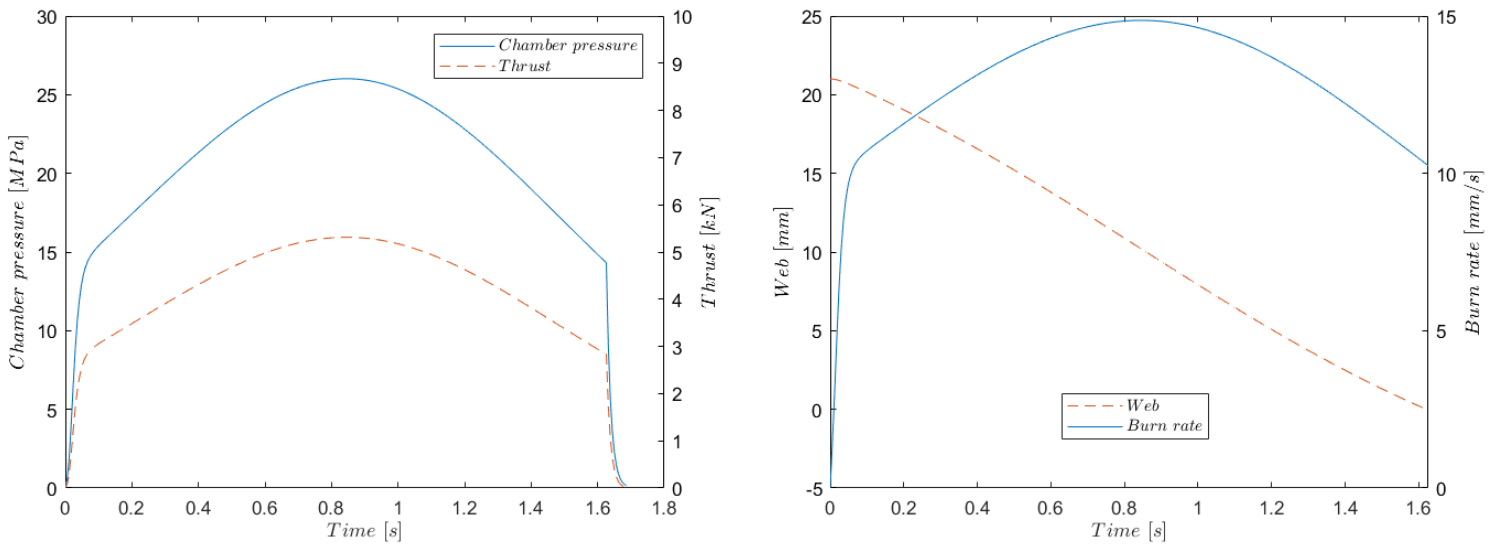 30
25
20
15
10
5
0
Chamber pressure [MPa]
10
9
8
7
6
5
4
3
2
1
0
Thrust [kN]
Chamber pressure
Thrust
0 0.2 0.4 0.6 0.8 1 1.2 1.4 1.6 1.8
Time [s]
25
20
15
10
5
0
-5
Web [mm]
15
10
5
0
Burn rate [mm/s]
Web
Burn rate
0 0.2 0.4 0.6 0.8 1 1.2 1.4 1.6
Time [s]